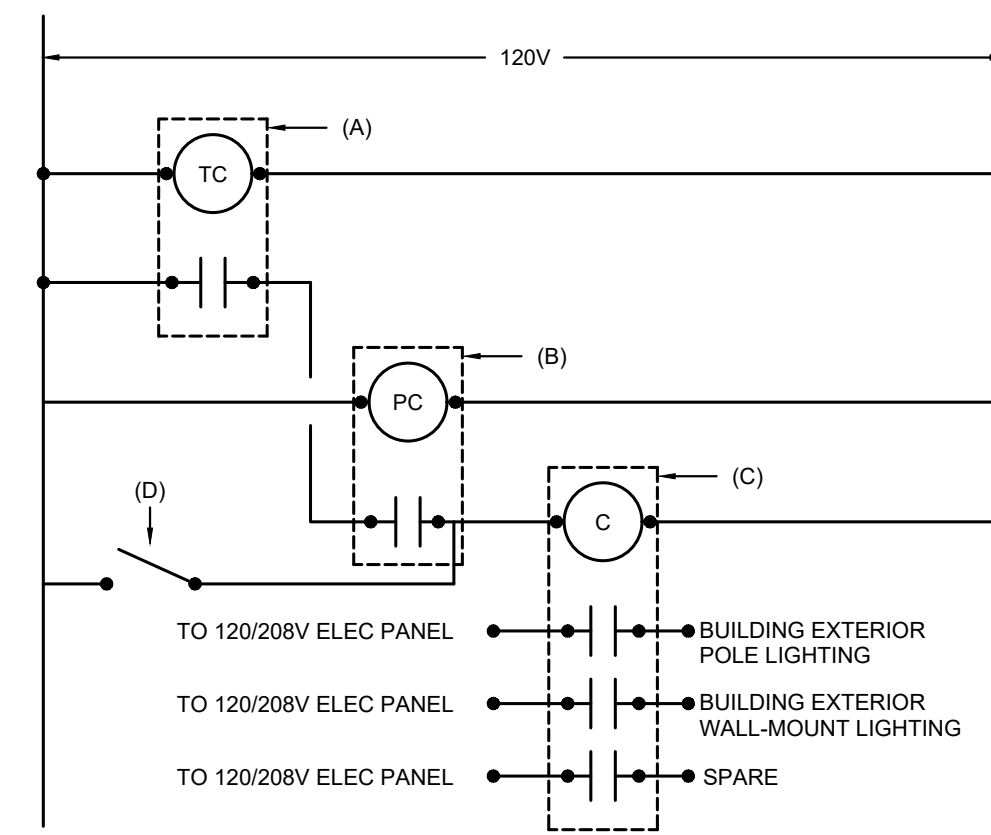 120V
(A)
TC
(B)
PC
(C)
(D)
C
TO 120/208V ELEC PANEL
BUILDING EXTERIOR
POLE LIGHTING
TO 120/208V ELEC PANEL
BUILDING EXTERIOR
WALL-MOUNT LIGHTING
TO 120/208V ELEC PANEL
SPARE